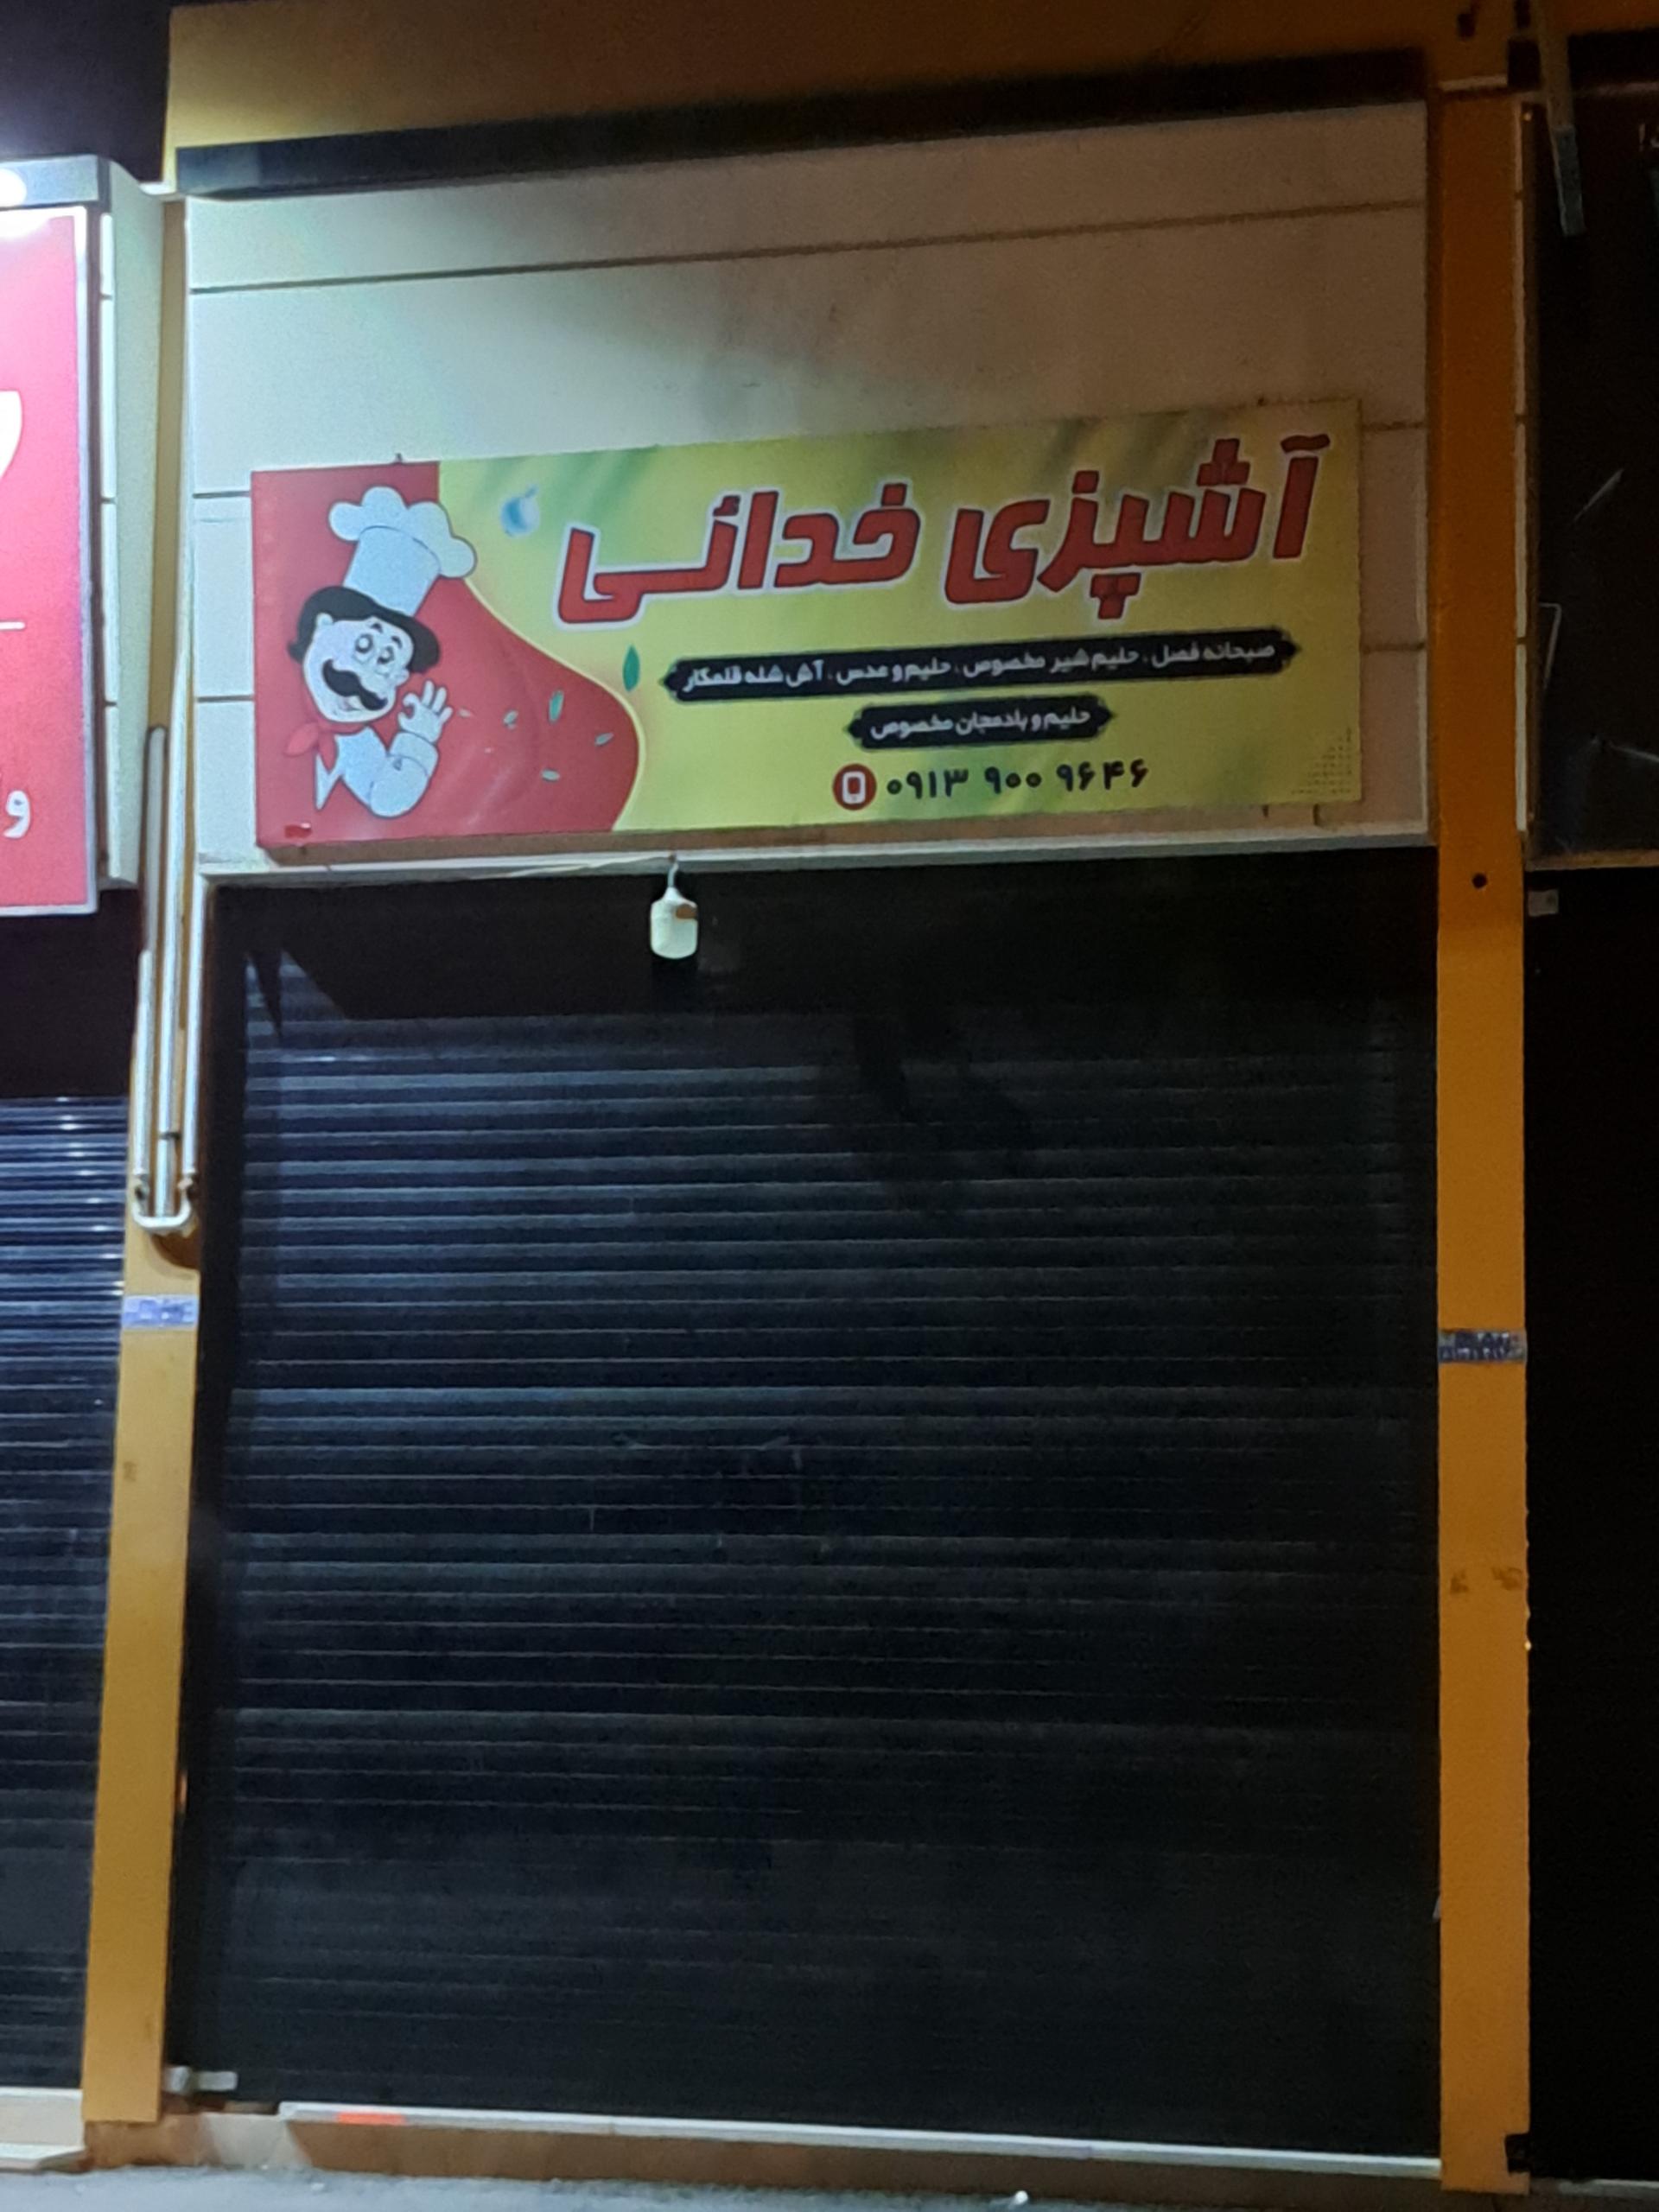 آشپزی خدائی
صبحانه فصل، حلیم شیر مخصوص، حلیم و عدس، آش شله قلمکار
حلیم و بادمجان مخصوص
۰۹۱۳ ۹۰۰ ۹۶۴۶
و